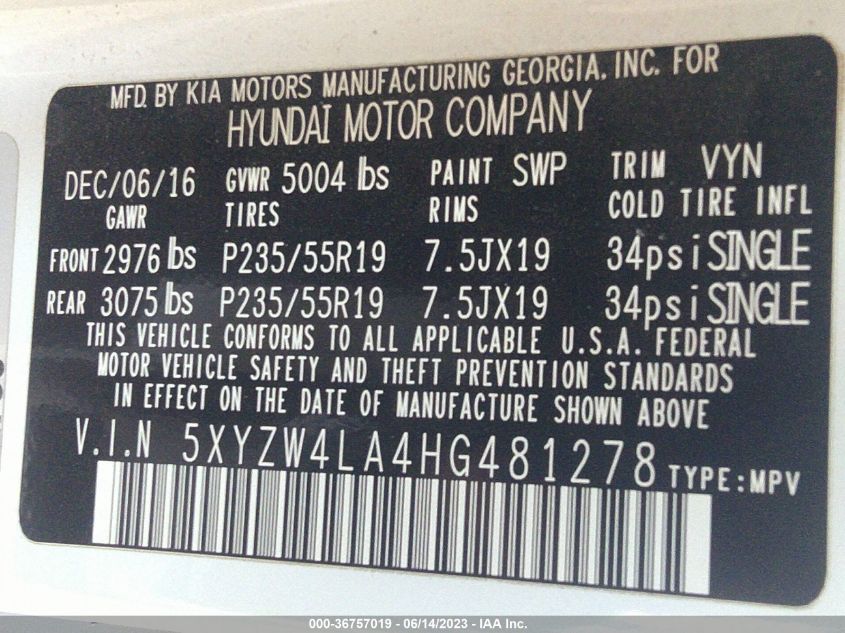 MFD. BY KIA MOTORS MANUFACTURING GEORGIA. INC. FOR
HYUNDAI MOTOR COMPANY
DEC/06/16 GVWR 5004 lbs PAINT SWP TRIM VYN
GAWR TIRES RIMS COLD TIRE INFL
FRONT 2976 lbs P235/55R19 7.5JX19 34psi SINGLE
REAR 3075 lbs P235/55R19 7.5JX19 34psi SINGLE
THIS VEHICLE CONFORMS TO ALL APPLICABLE U.S.A. FEDERAL
MOTOR VEHICLE SAFETY AND THEFT PREVENTION STANDARDS
IN EFFECT ON THE DATE OF MANUFACTURE SHOWN ABOVE
V.I.N 5XYZW4LA4HG481278 TYPE:MPV
000-36757019 - 06/14/2023 - IAA Inc.